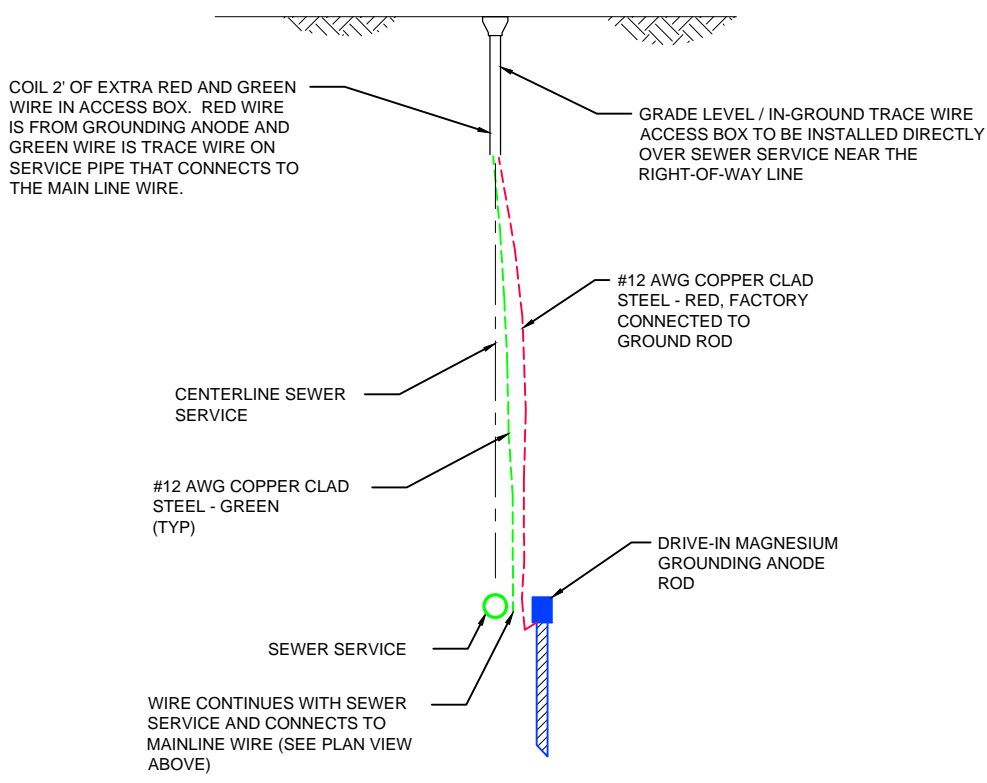 COIL 2' OF EXTRA RED AND GREEN
WIRE IN ACCESS BOX.  RED WIRE
IS FROM GROUNDING ANODE AND
GREEN WIRE IS TRACE WIRE ON
SERVICE PIPE THAT CONNECTS TO
THE MAIN LINE WIRE.
GRADE LEVEL / IN-GROUND TRACE WIRE
ACCESS BOX TO BE INSTALLED DIRECTLY
OVER SEWER SERVICE NEAR THE
RIGHT-OF-WAY LINE
#12 AWG COPPER CLAD
STEEL - RED, FACTORY
CONNECTED TO
GROUND ROD
CENTERLINE SEWER
SERVICE
#12 AWG COPPER CLAD
STEEL - GREEN
(TYP)
DRIVE-IN MAGNESIUM
GROUNDING ANODE
ROD
SEWER SERVICE
WIRE CONTINUES WITH SEWER
SERVICE AND CONNECTS TO
MAINLINE WIRE (SEE PLAN VIEW
ABOVE)